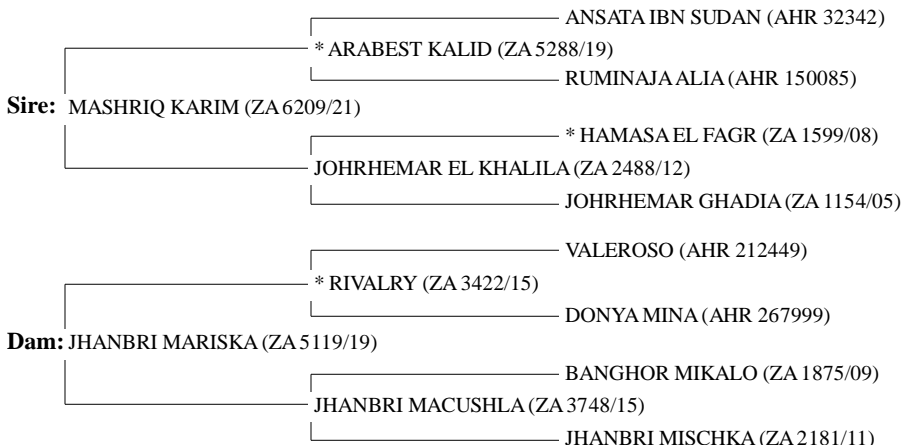 ANSATA IBN SUDAN (AHR 32342)
* ARABEST KALID (ZA 5288/19)
RUMINAJA ALIA (AHR 150085)
Sire: MASHRIQ KARIM (ZA 6209/21)
* HAMASA EL FAGR (ZA 1599/08)
JOHRHEMAR EL KHALILA (ZA 2488/12)
JOHRHEMAR GHADIA (ZA 1154/05)
VALEROSO (AHR 212449)
* RIVALRY (ZA 3422/15)
DONYA MINA (AHR 267999)
Dam: JHANBRI MARISKA (ZA 5119/19)
BANGHOR MIKALO (ZA 1875/09)
JHANBRI MACUSHLA (ZA 3748/15)
JHANBRI MISCHKA (ZA 2181/11)